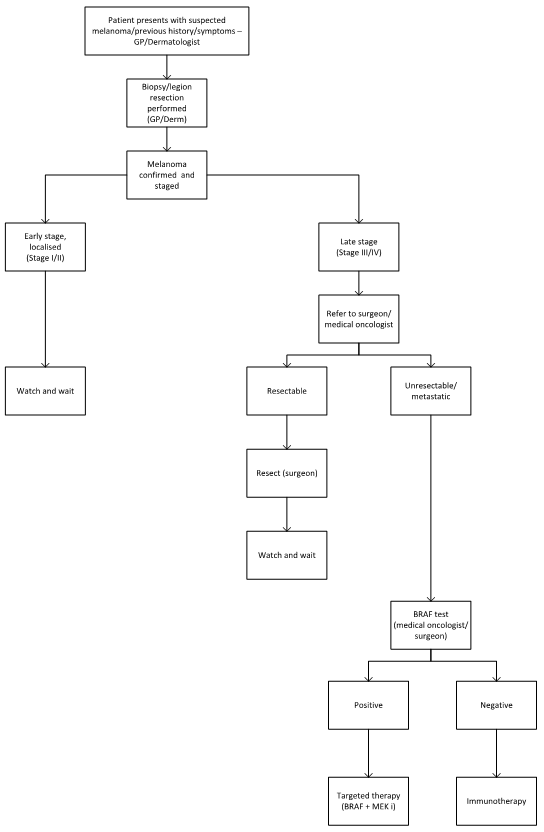 Patient presents with suspected
melanoma/previous history/symptoms –
GP/Dermatologist
Biopsy/legion
resection
performed
(GP/Derm)
Melanoma
confirmed and
staged
Early stage,
localised
(Stage I/II)
Late stage
(Stage III/IV)
Refer to surgeon/
medical oncologist
Watch and wait
Resectable
Unresectable/
metastatic
Resect (surgeon)
Watch and wait
BRAF test
(medical oncologist/
surgeon)
Positive
Negative
Targeted therapy
(BRAF + MEK i)
Immunotherapy